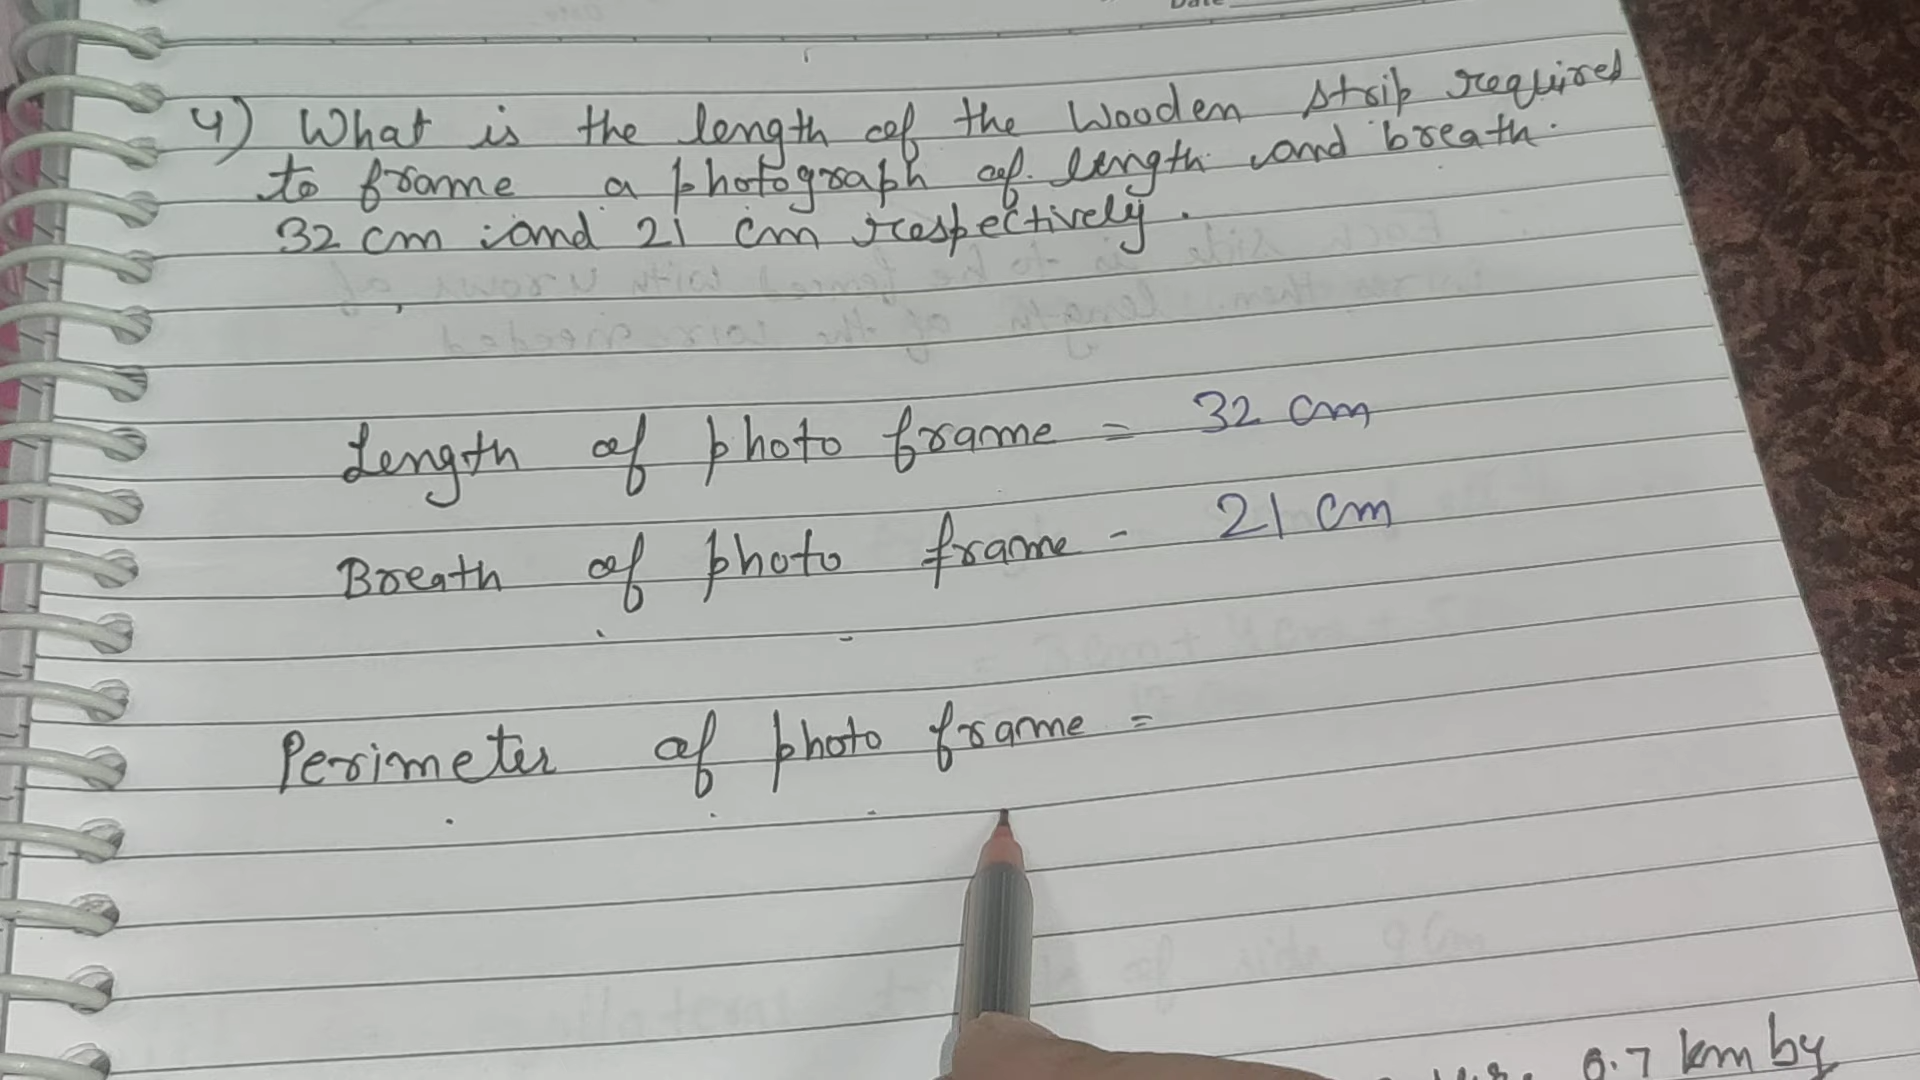 Date
4) What is the length of the Wooden strip required
to frame a photograph of length and breath.
32 cm and 21 cm respectively.
Length of photo frame = 32 cm
Breath of photo frame - 21 cm
Perimeter of photo frame =
0.7 km by